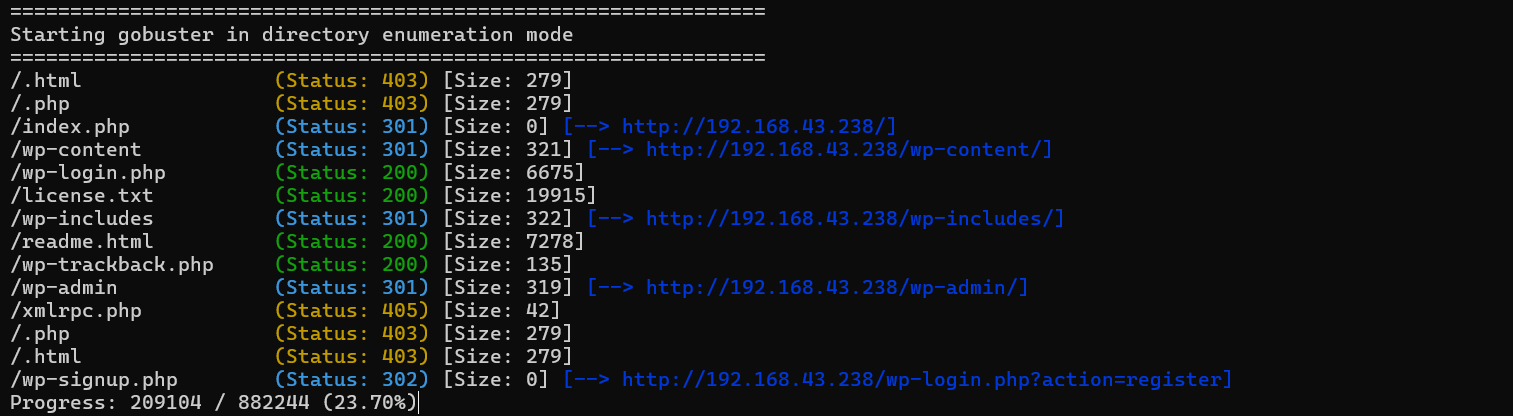 ===============================================================
Starting gobuster in directory enumeration mode
===============================================================
/.html                (Status: 403) [Size: 279]
/.php                 (Status: 403) [Size: 279]
/index.php            (Status: 301) [Size: 0] [--> http://192.168.43.238/]
/wp-content           (Status: 301) [Size: 321] [--> http://192.168.43.238/wp-content/]
/wp-login.php         (Status: 200) [Size: 6675]
/license.txt          (Status: 200) [Size: 19915]
/wp-includes          (Status: 301) [Size: 322] [--> http://192.168.43.238/wp-includes/]
/readme.html          (Status: 200) [Size: 7278]
/wp-trackback.php     (Status: 200) [Size: 135]
/wp-admin             (Status: 301) [Size: 319] [--> http://192.168.43.238/wp-admin/]
/xmlrpc.php           (Status: 405) [Size: 42]
/.php                 (Status: 403) [Size: 279]
/.html                (Status: 403) [Size: 279]
/wp-signup.php        (Status: 302) [Size: 0] [--> http://192.168.43.238/wp-login.php?action=register]
Progress: 209104 / 882244 (23.70%)